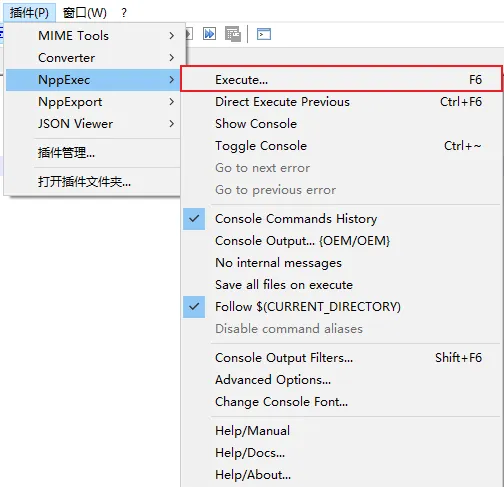 插件(P) 窗口(W) ?
MIME Tools
Converter
NppExec
NppExport
JSON Viewer
插件管理...
打开插件文件夹...
Execute... F6
Direct Execute Previous Ctrl+F6
Show Console
Toggle Console Ctrl+~
Go to next error
Go to previous error
Console Commands History
Console Output... {OEM/OEM}
No internal messages
Save all files on execute
Follow $(CURRENT_DIRECTORY)
Disable command aliases
Console Output Filters... Shift+F6
Advanced Options...
Change Console Font...
Help/Manual
Help/Docs...
Help/About...